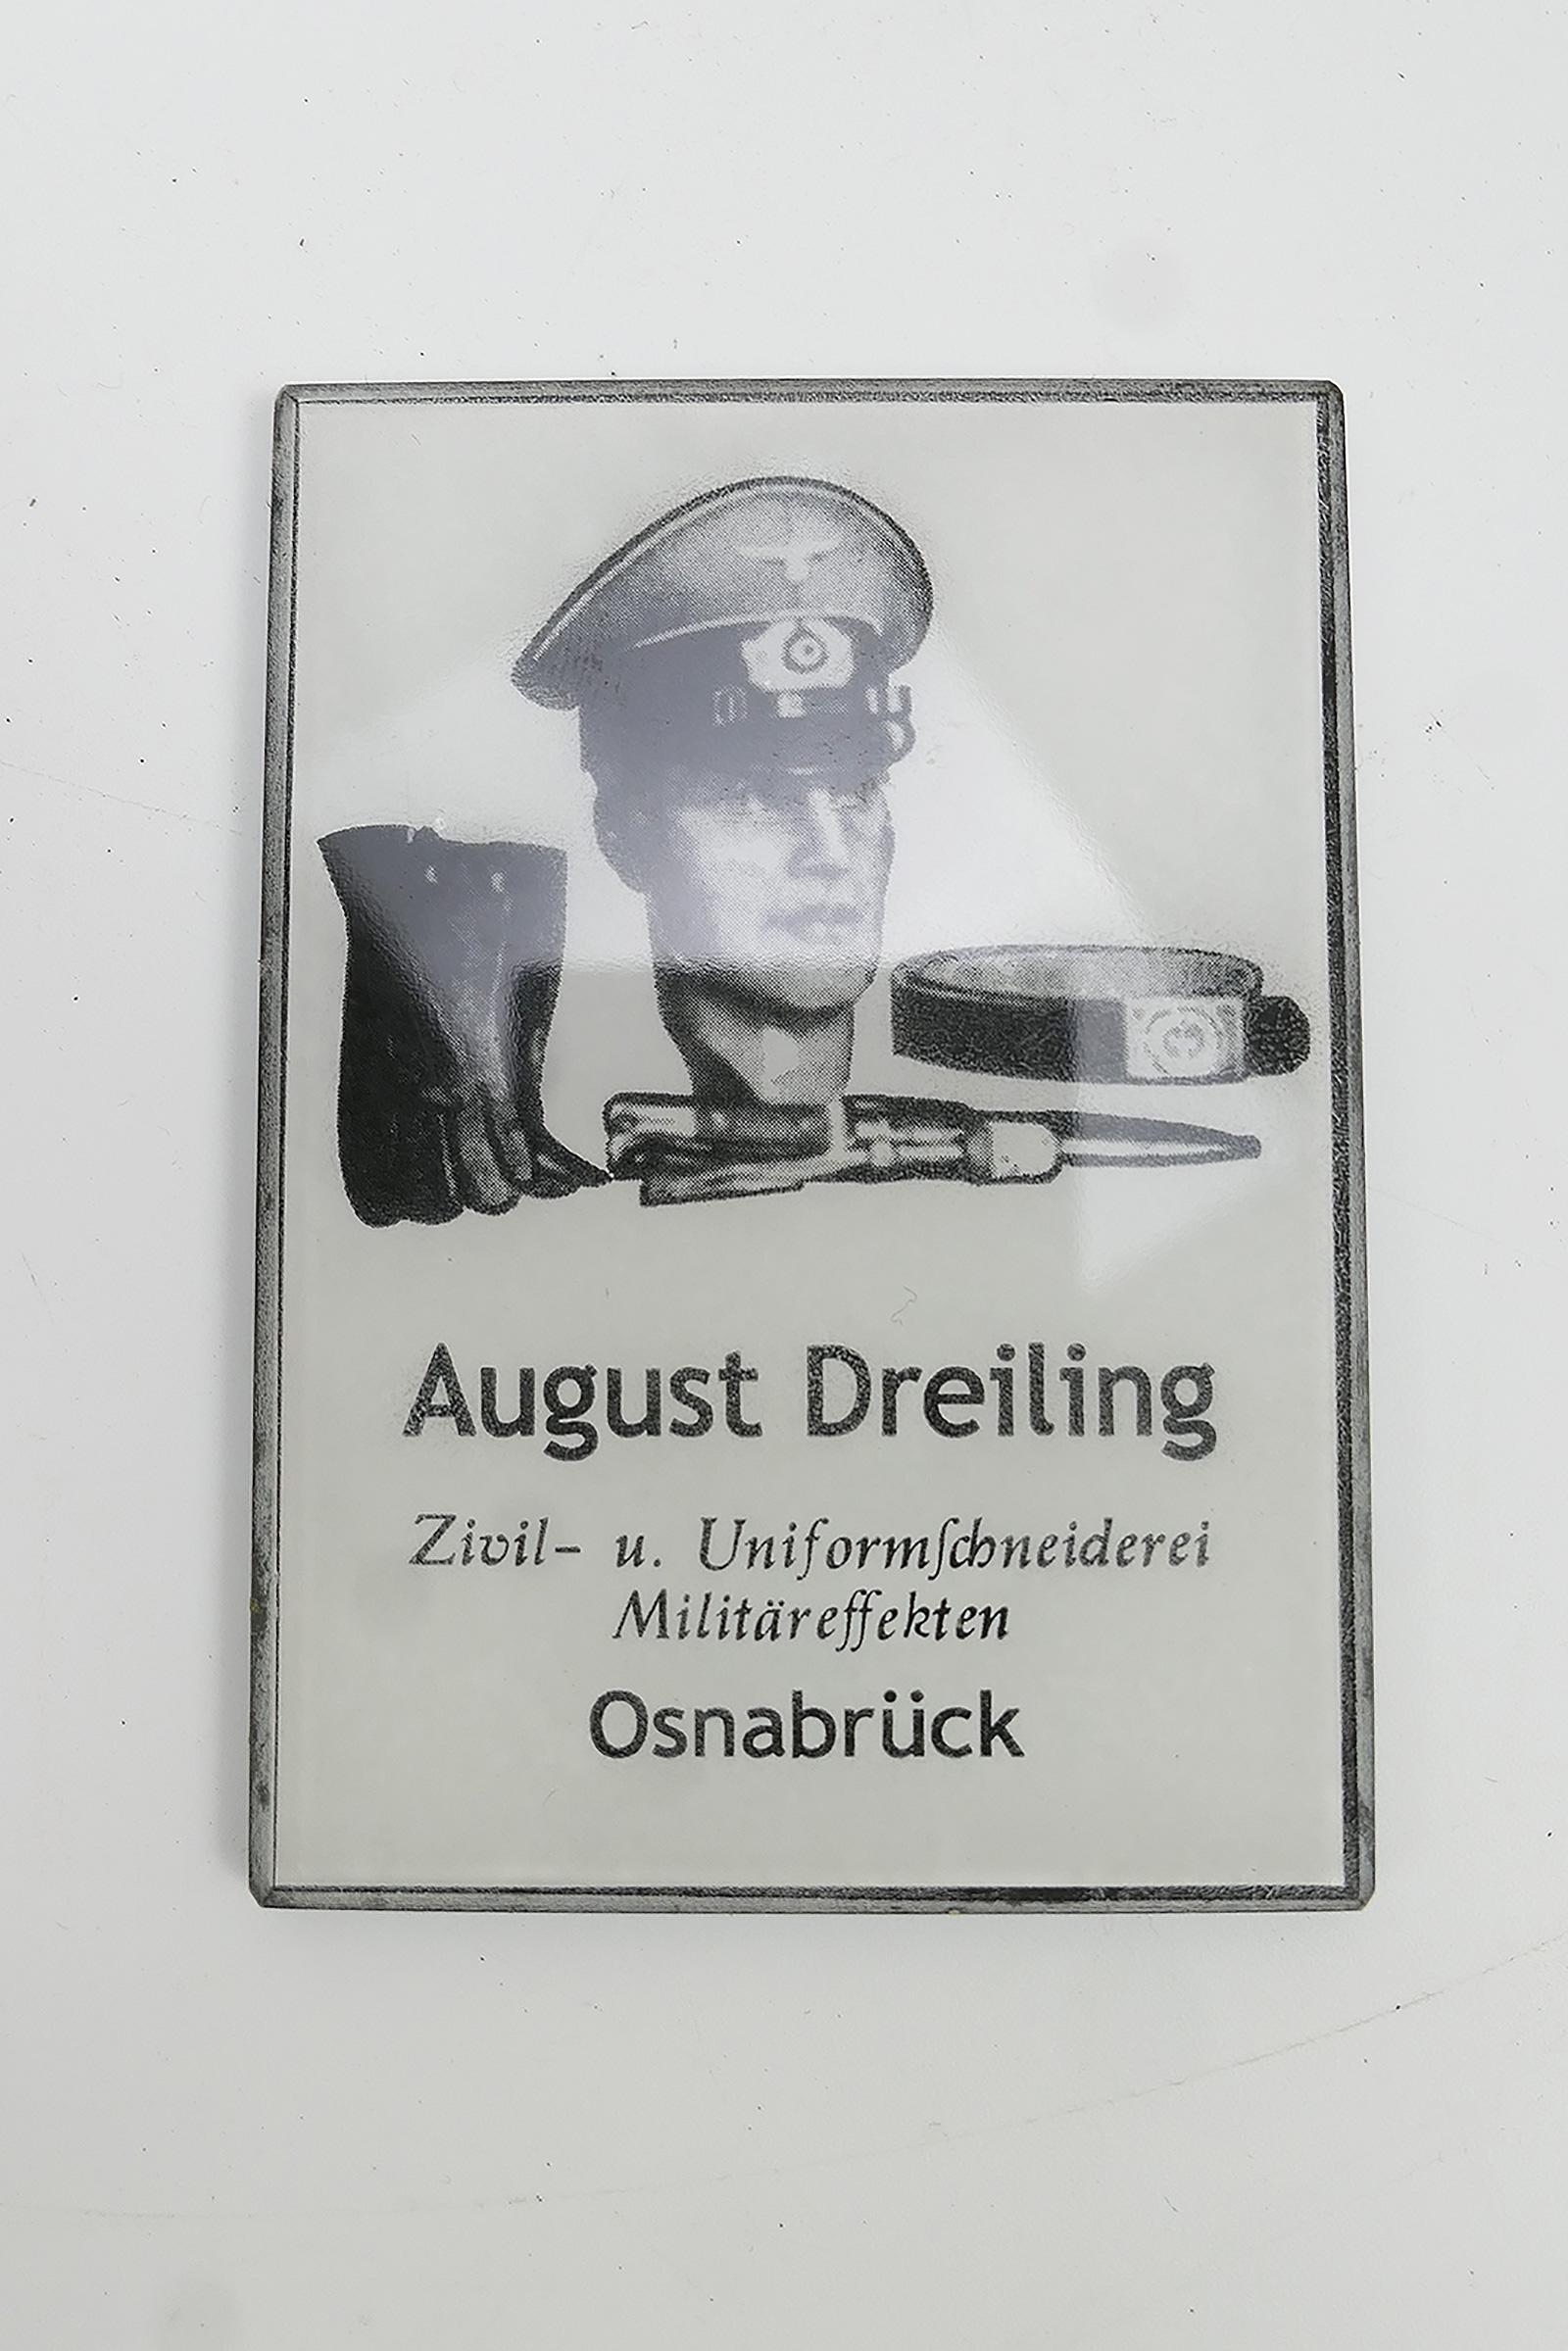 August Dreiling
Zivil- u. Uniformſchneiderei
Militäreffekten
Osnabrück